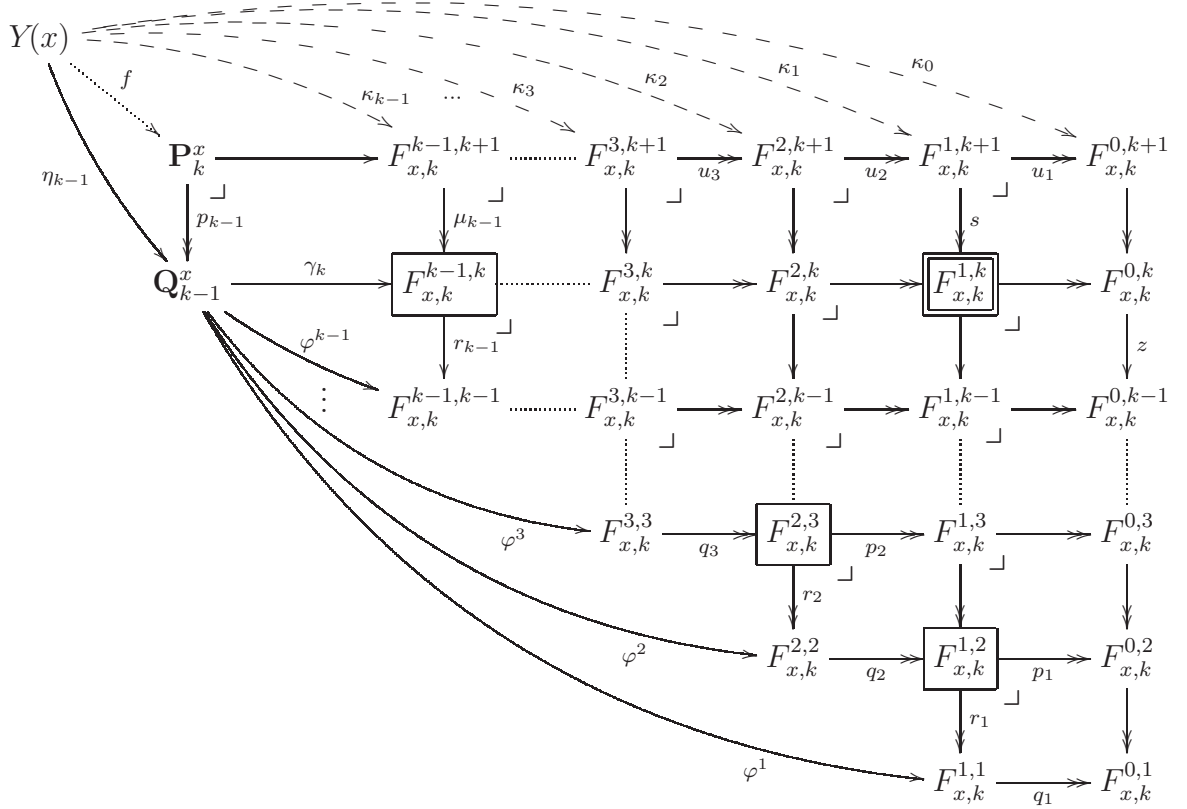 Y(x)
f κ_{k−1} ... κ_3 κ_2 κ_1 κ_0
η_{k−1} P^x_k F^{k−1,k+1}_{x,k} F^{3,k+1}_{x,k} u_3 F^{2,k+1}_{x,k} u_2 F^{1,k+1}_{x,k} u_1 F^{0,k+1}_{x,k}
p_{k−1} μ_{k−1} s
Q^x_{k−1} γ_k F^{k−1,k}_{x,k} F^{3,k}_{x,k} F^{2,k}_{x,k} F^{1,k}_{x,k} F^{0,k}_{x,k}
φ^{k−1} r_{k−1} z
⋮ F^{k−1,k−1}_{x,k} F^{3,k−1}_{x,k} F^{2,k−1}_{x,k} F^{1,k−1}_{x,k} F^{0,k−1}_{x,k}
φ^3 F^{3,3}_{x,k} q_3 F^{2,3}_{x,k} p_2 F^{1,3}_{x,k} F^{0,3}_{x,k}
r_2
φ^2 F^{2,2}_{x,k} q_2 F^{1,2}_{x,k} p_1 F^{0,2}_{x,k}
r_1
φ^1 F^{1,1}_{x,k} q_1 F^{0,1}_{x,k}